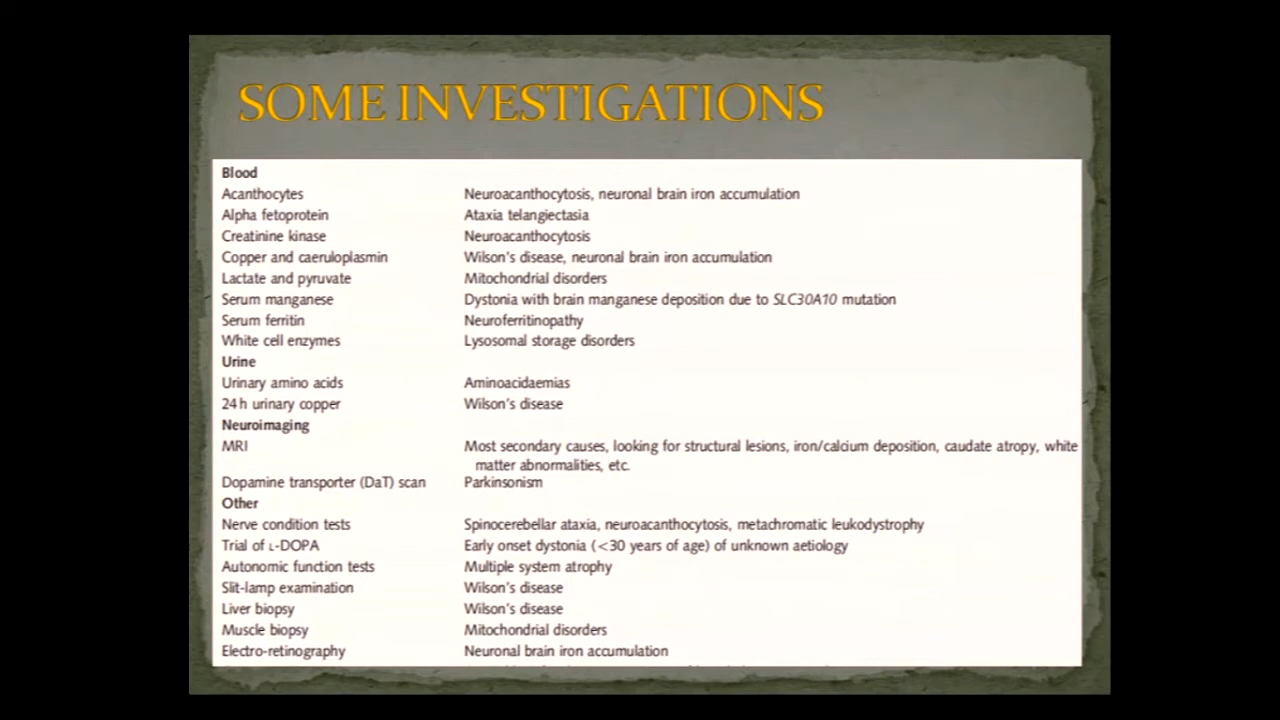 SOME INVESTIGATIONS
Blood
Acanthocytes Neuroacanthocytosis, neuronal brain iron accumulation
Alpha fetoprotein Ataxia telangiectasia
Creatinine kinase Neuroacanthocytosis
Copper and caeruloplasmin Wilson's disease, neuronal brain iron accumulation
Lactate and pyruvate Mitochondrial disorders
Serum manganese Dystonia with brain manganese deposition due to SLC30A10 mutation
Serum ferritin Neuroferritinopathy
White cell enzymes Lysosomal storage disorders
Urine
Urinary amino acids Aminoacidaemias
24 h urinary copper Wilson's disease
Neuroimaging
MRI Most secondary causes, looking for structural lesions, iron/calcium deposition, caudate atropy, white
matter abnormalities, etc.
Dopamine transporter (DaT) scan Parkinsonism
Other
Nerve condition tests Spinocerebellar ataxia, neuroacanthocytosis, metachromatic leukodystrophy
Trial of L-DOPA Early onset dystonia (<30 years of age) of unknown aetiology
Autonomic function tests Multiple system atrophy
Slit-lamp examination Wilson's disease
Liver biopsy Wilson's disease
Muscle biopsy Mitochondrial disorders
Electro-retinography Neuronal brain iron accumulation